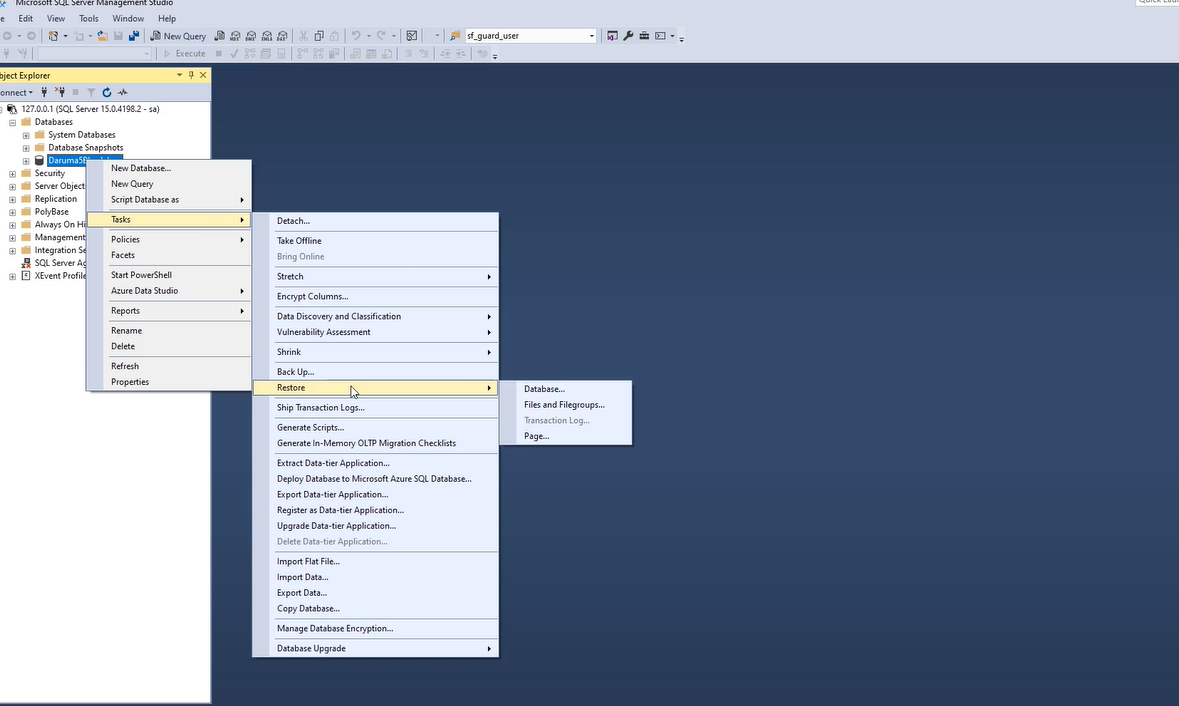 Microsoft SQL Server Management Studio
Edit View Tools Window Help
New Query
sf_guard_user
Execute
bject Explorer
onnect
127.0.0.1 (SQL Server 15.0.4198.2 - sa)
Databases
System Databases
Database Snapshots
Security
Server Object
Replication
PolyBase
Always On Hi
Management
Integration Se
SQL Server Ag
XEvent Profile
New Database...
New Query
Script Database as
Tasks
Policies
Facets
Start PowerShell
Azure Data Studio
Reports
Rename
Delete
Refresh
Properties
Detach...
Take Offline
Bring Online
Stretch
Encrypt Columns...
Data Discovery and Classification
Vulnerability Assessment
Shrink
Back Up...
Restore
Ship Transaction Logs...
Generate Scripts...
Generate In-Memory OLTP Migration Checklists
Extract Data-tier Application...
Deploy Database to Microsoft Azure SQL Database...
Export Data-tier Application...
Register as Data-tier Application...
Upgrade Data-tier Application...
Delete Data-tier Application...
Import Flat File...
Import Data...
Export Data...
Copy Database...
Manage Database Encryption...
Database Upgrade
Database...
Files and Filegroups...
Transaction Log...
Page...